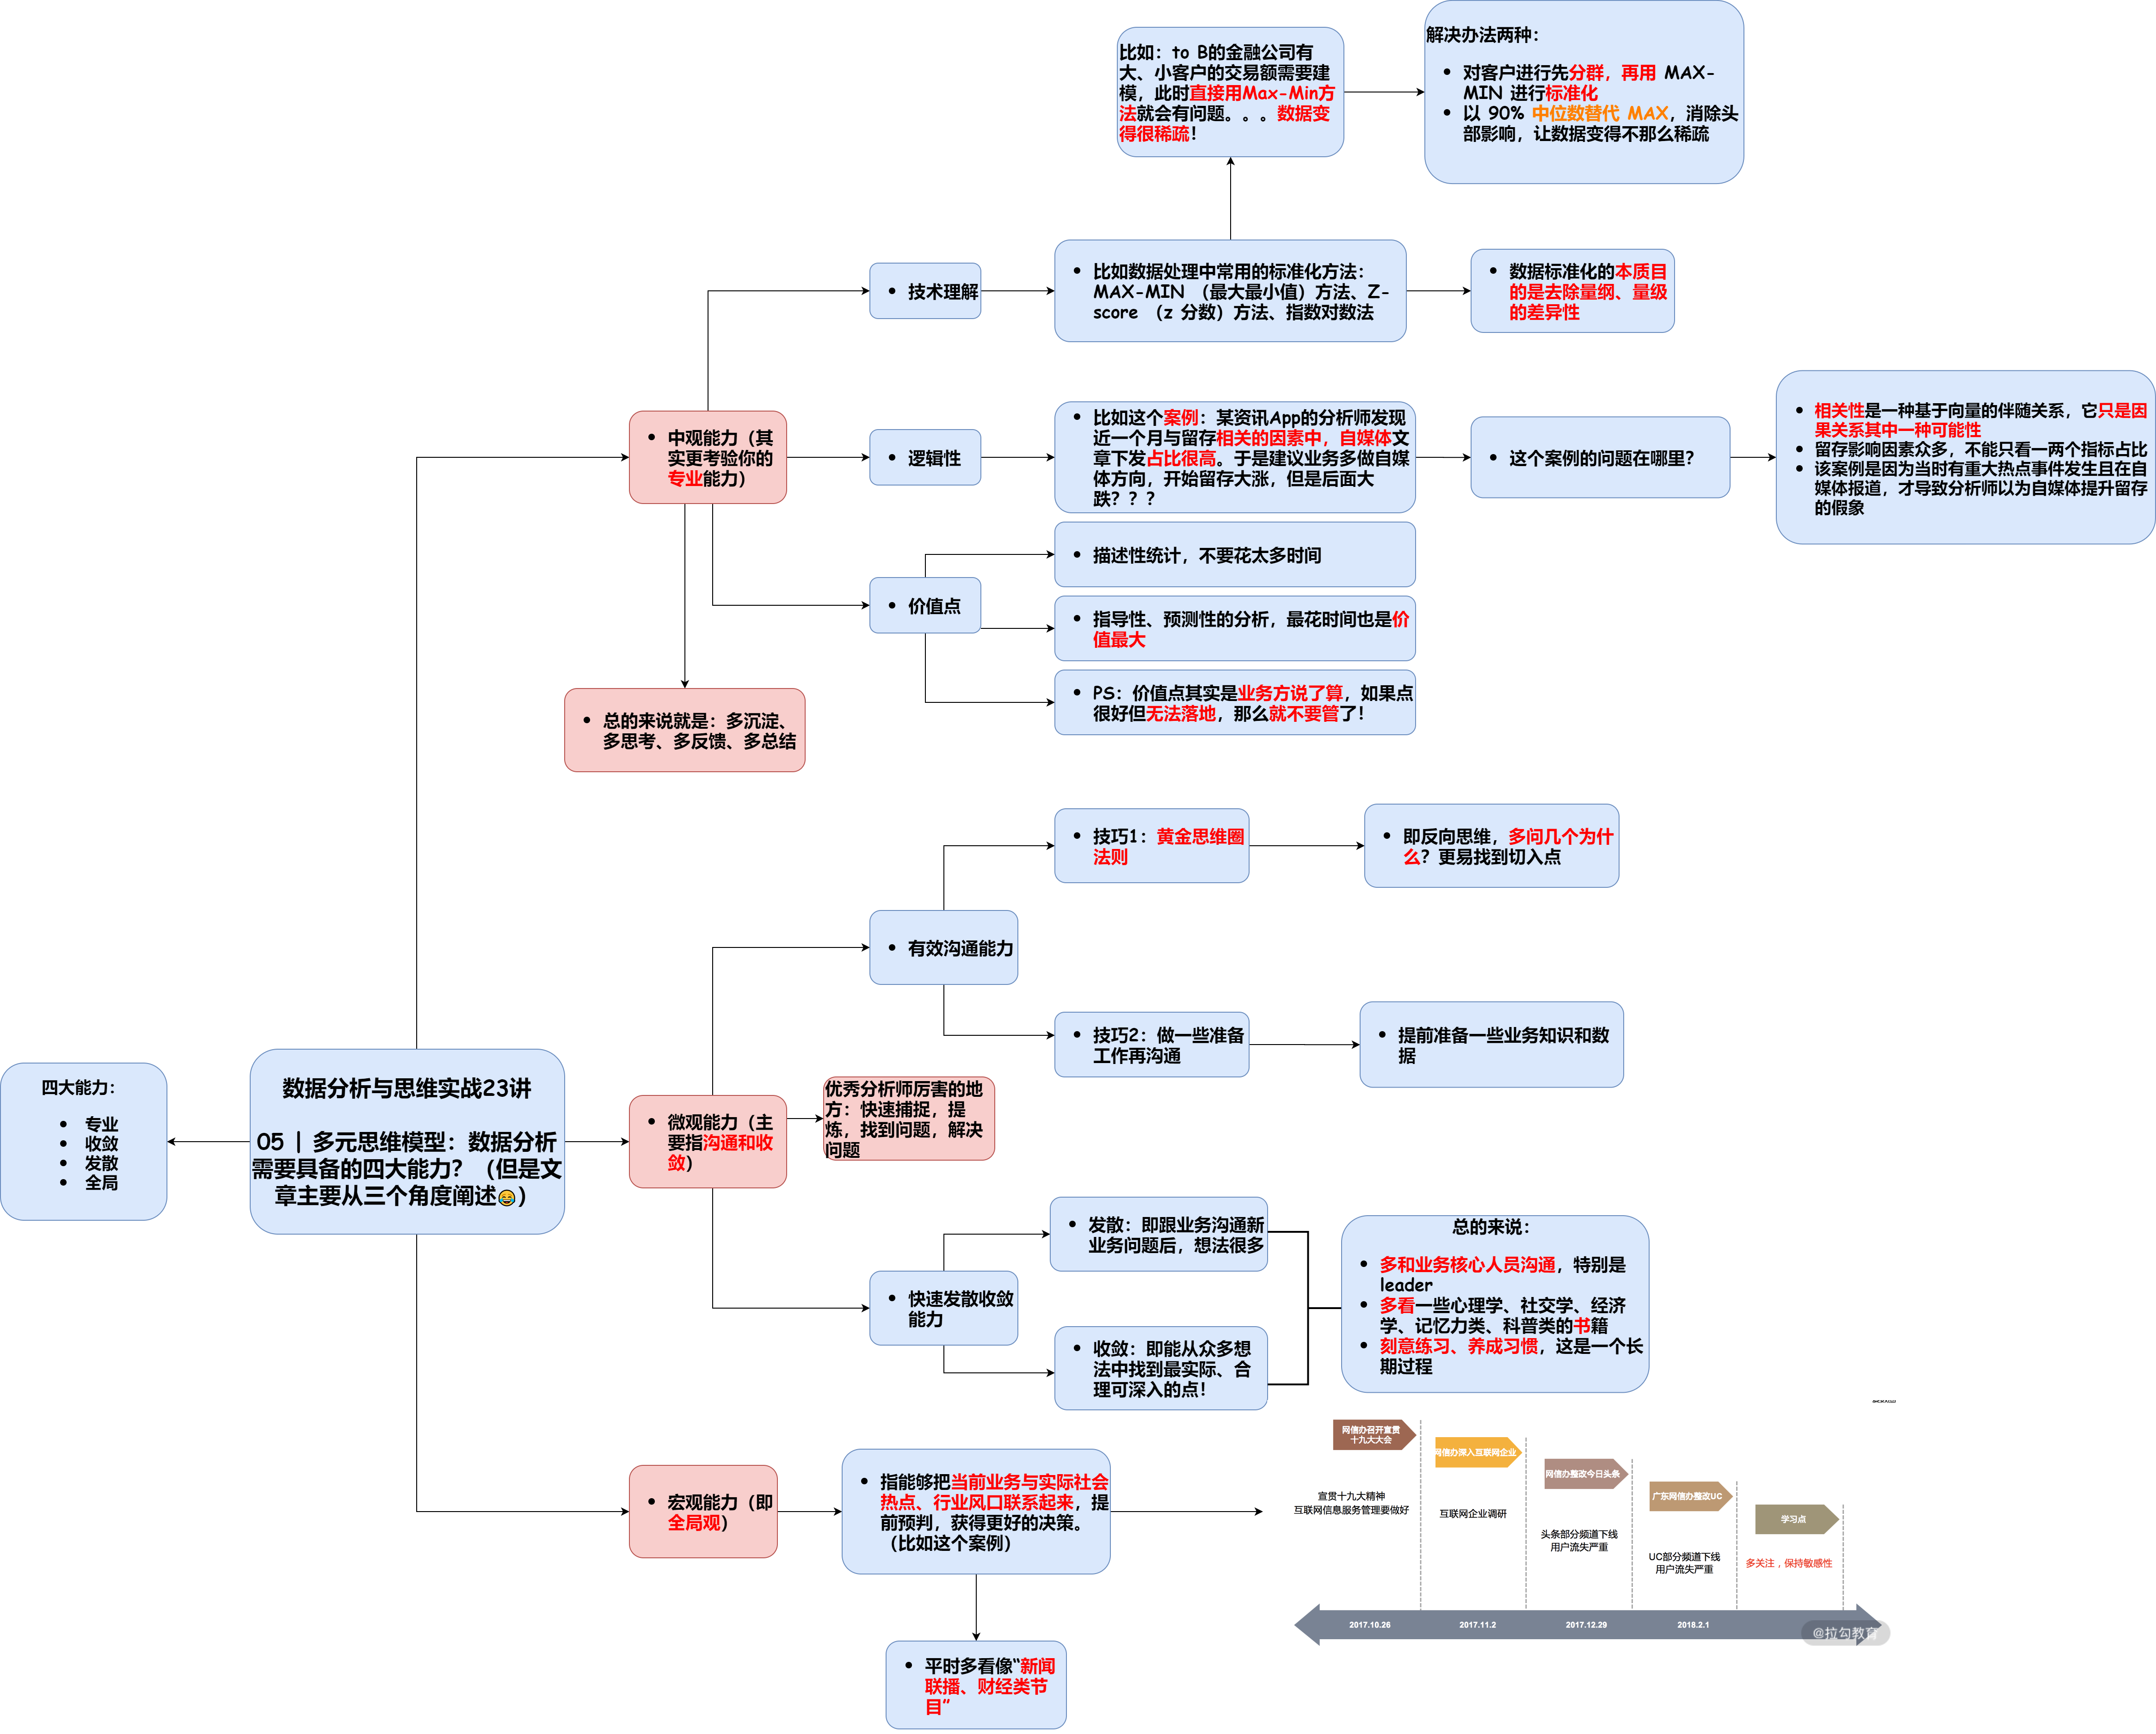 比如：to B的金融公司有
大、小客户的交易额需要建
模，此时直接用Max-Min方
法就会有问题。。。数据变
得很稀疏！
解决办法两种：
• 对客户进行先分群，再用 MAX-
MIN 进行标准化
• 以 90% 中位数替代 MAX，消除头
部影响，让数据变得不那么稀疏
• 技术理解
• 比如数据处理中常用的标准化方法：
MAX-MIN （最大最小值）方法、Z-
score （z 分数）方法、指数对数法
• 数据标准化的本质目
的是去除量纲、量级
的差异性
• 中观能力（其
实更考验你的
专业能力）
• 逻辑性
• 比如这个案例：某资讯App的分析师发现
近一个月与留存相关的因素中，自媒体文
章下发占比很高。于是建议业务多做自媒
体方向，开始留存大涨，但是后面大
跌？？？
• 这个案例的问题在哪里？
• 相关性是一种基于向量的伴随关系，它只是因
果关系其中一种可能性
• 留存影响因素众多，不能只看一两个指标占比
• 该案例是因为当时有重大热点事件发生且在自
媒体报道，才导致分析师以为自媒体提升留存
的假象
• 价值点
• 描述性统计，不要花太多时间
• 指导性、预测性的分析，最花时间也是价
值最大
• PS：价值点其实是业务方说了算，如果点
很好但无法落地，那么就不要管了！
• 总的来说就是：多沉淀、
多思考、多反馈、多总结
• 有效沟通能力
• 技巧1：黄金思维圈
法则
• 即反向思维，多问几个为什
么？更易找到切入点
• 技巧2：做一些准备
工作再沟通
• 提前准备一些业务知识和数
据
四大能力：
• 专业
• 收敛
• 发散
• 全局
数据分析与思维实战23讲
05 | 多元思维模型：数据分析
需要具备的四大能力？（但是文
章主要从三个角度阐述😂）
• 微观能力（主
要指沟通和收
敛）
优秀分析师厉害的地
方：快速捕捉，提
炼，找到问题，解决
问题
• 快速发散收敛
能力
• 发散：即跟业务沟通新
业务问题后，想法很多
• 收敛：即能从众多想
法中找到最实际、合
理可深入的点！
总的来说：
• 多和业务核心人员沟通，特别是
leader
• 多看一些心理学、社交学、经济
学、记忆力类、科普类的书籍
• 刻意练习、养成习惯，这是一个长
期过程
• 宏观能力（即
全局观）
• 指能够把当前业务与实际社会
热点、行业风口联系起来，提
前预判，获得更好的决策。
（比如这个案例）
• 平时多看像“新闻
联播、财经类节
目”
网信办召开宣贯
十九大大会
网信办深入互联网企业
网信办整改今日头条
广东网信办整改UC
学习点
宣贯十九大精神
互联网信息服务管理要做好
互联网企业调研
头条部分频道下线
用户流失严重
UC部分频道下线
用户流失严重
多关注，保持敏感性
2017.10.26
2017.11.2
2017.12.29
2018.2.1
@拉勾教育